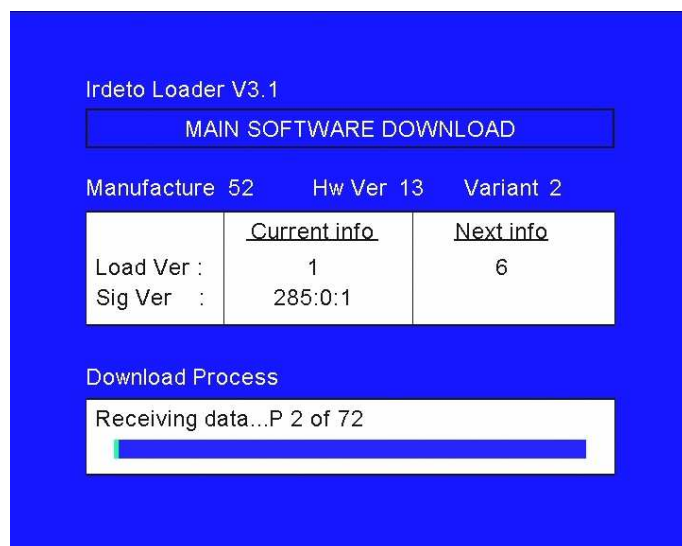 Irdeto Loader V3.1
MAIN SOFTWARE DOWNLOAD
Manufacture 52 Hw Ver 13 Variant 2
Current info Next info
Load Ver : 1 6
Sig Ver : 285:0:1
Download Process
Receiving data...P 2 of 72